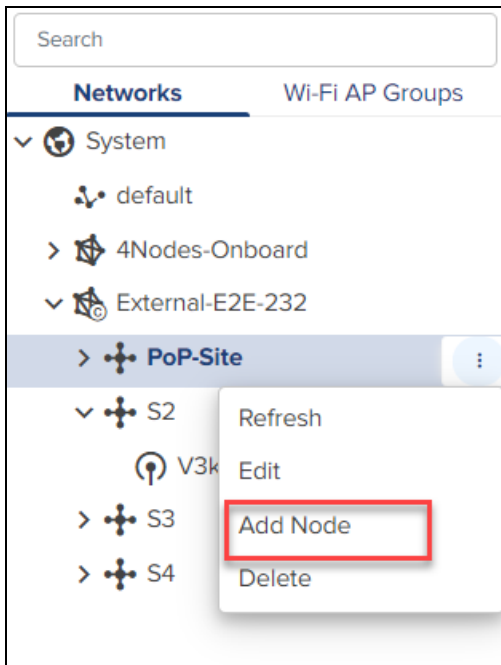 Search
Networks Wi-Fi AP Groups
System
default
4Nodes-Onboard
External-E2E-232
PoP-Site
S2
Refresh
V3k
Edit
S3
Add Node
S4
Delete